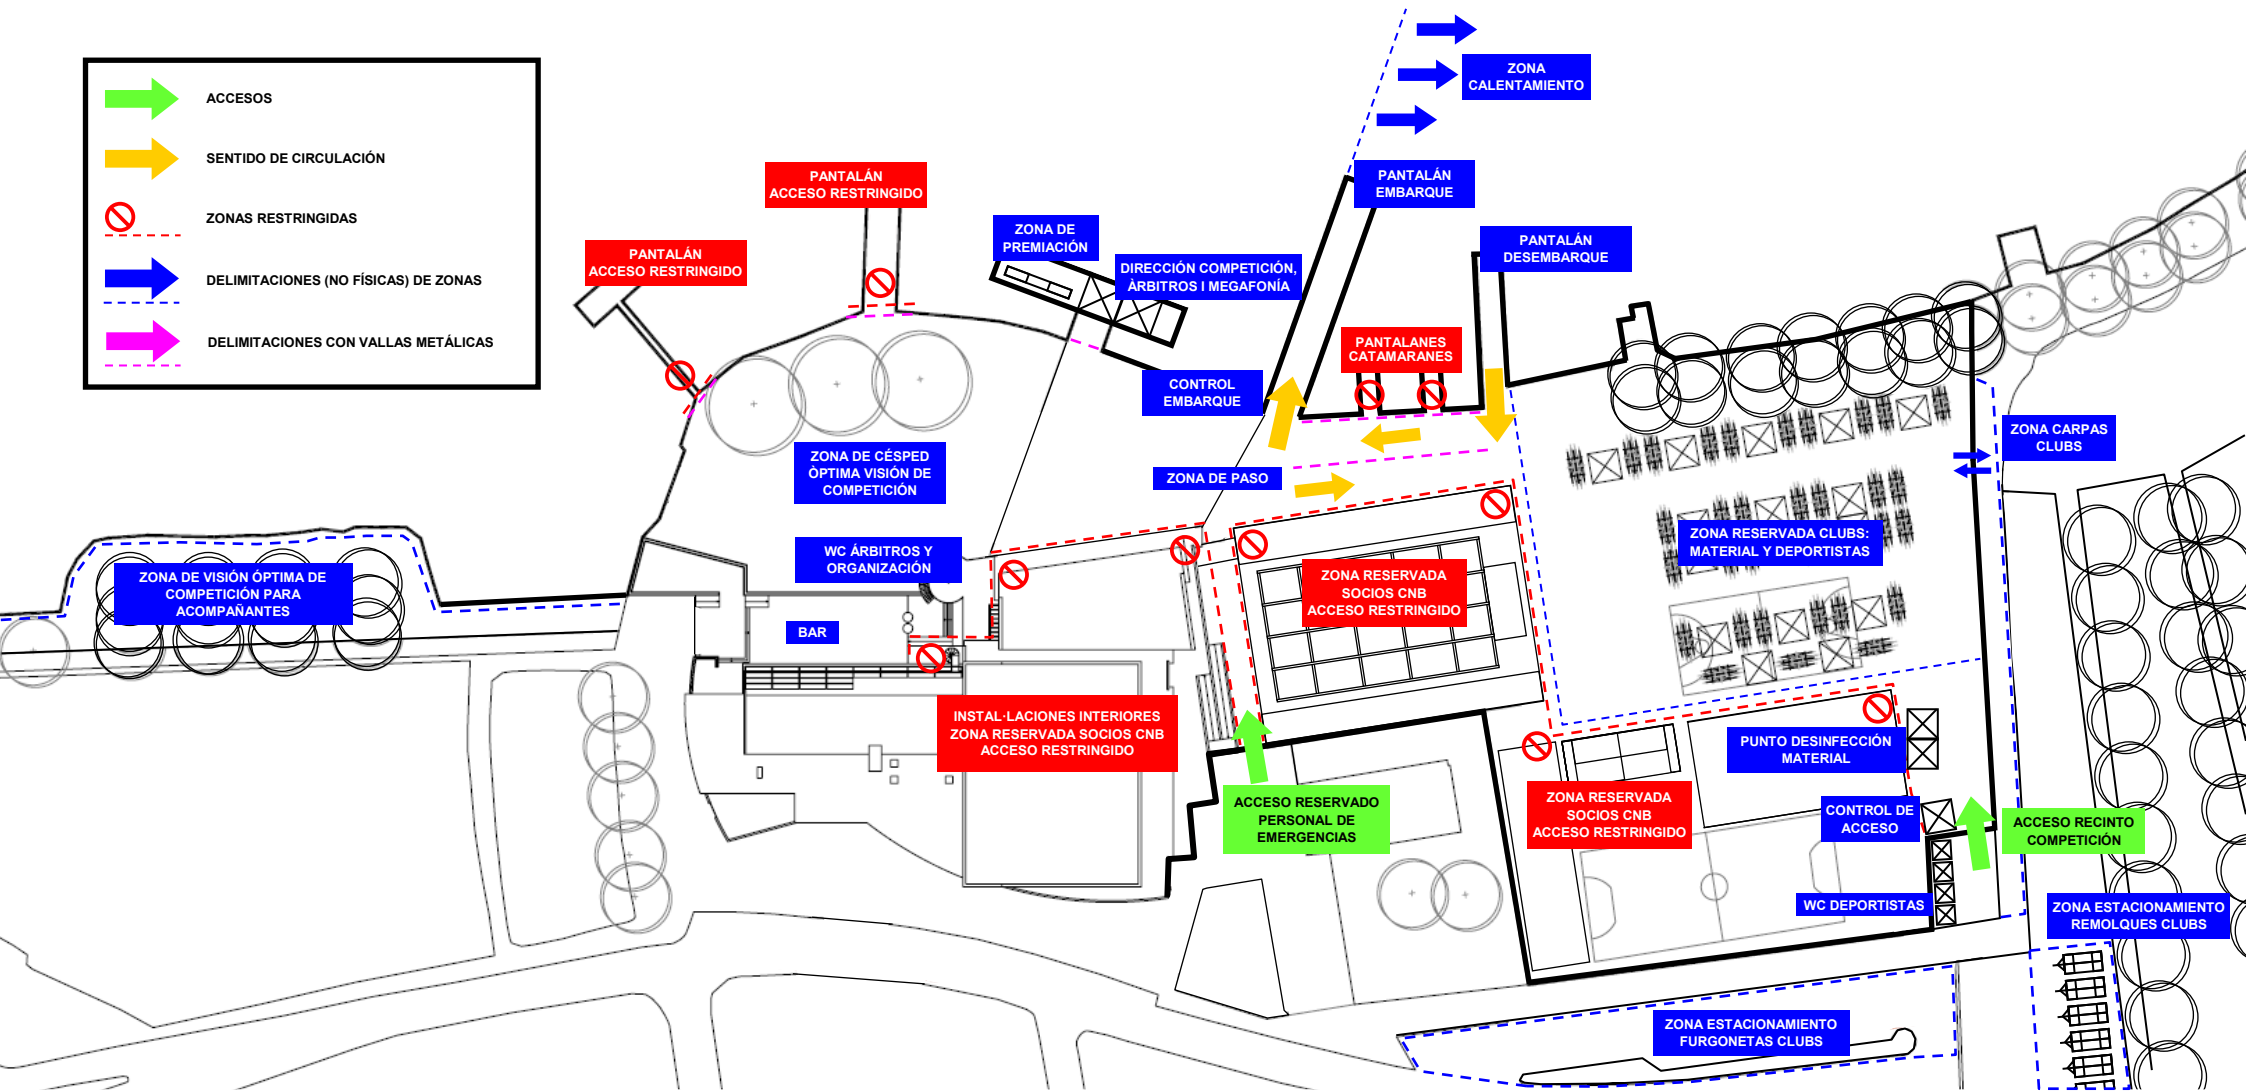 ACCESOS
SENTIDO DE CIRCULACIÓN
ZONAS RESTRINGIDAS
DELIMITACIONES (NO FÍSICAS) DE ZONAS
DELIMITACIONES CON VALLAS METÁLICAS
ZONA
CALENTAMIENTO
PANTALÁN
ACCESO RESTRINGIDO
PANTALÁN
EMBARQUE
PANTALÁN
ACCESO RESTRINGIDO
ZONA DE
PREMIACIÓN
DIRECCIÓN COMPETICIÓN,
ÀRBITROS I MEGAFONÍA
PANTALÁN
DESEMBARQUE
PANTALANES
CATAMARANES
CONTROL
EMBARQUE
ZONA DE CÉSPED
ÒPTIMA VISIÓN DE
COMPETICIÓN
ZONA DE PASO
ZONA CARPAS
CLUBS
ZONA RESERVADA CLUBS:
MATERIAL Y DEPORTISTAS
WC ÁRBITROS Y
ORGANIZACIÓN
ZONA DE VISIÓN ÓPTIMA DE
COMPETICIÓN PARA
ACOMPAÑANTES
BAR
ZONA RESERVADA
SOCIOS CNB
ACCESO RESTRINGIDO
INSTAL·LACIONES INTERIORES
ZONA RESERVADA SOCIOS CNB
ACCESO RESTRINGIDO
PUNTO DESINFECCIÓN
MATERIAL
ACCESO RESERVADO
PERSONAL DE
EMERGENCIAS
ZONA RESERVADA
SOCIOS CNB
ACCESO RESTRINGIDO
CONTROL DE
ACCESO
ACCESO RECINTO
COMPETICIÓN
WC DEPORTISTAS
ZONA ESTACIONAMIENTO
REMOLQUES CLUBS
ZONA ESTACIONAMIENTO
FURGONETAS CLUBS